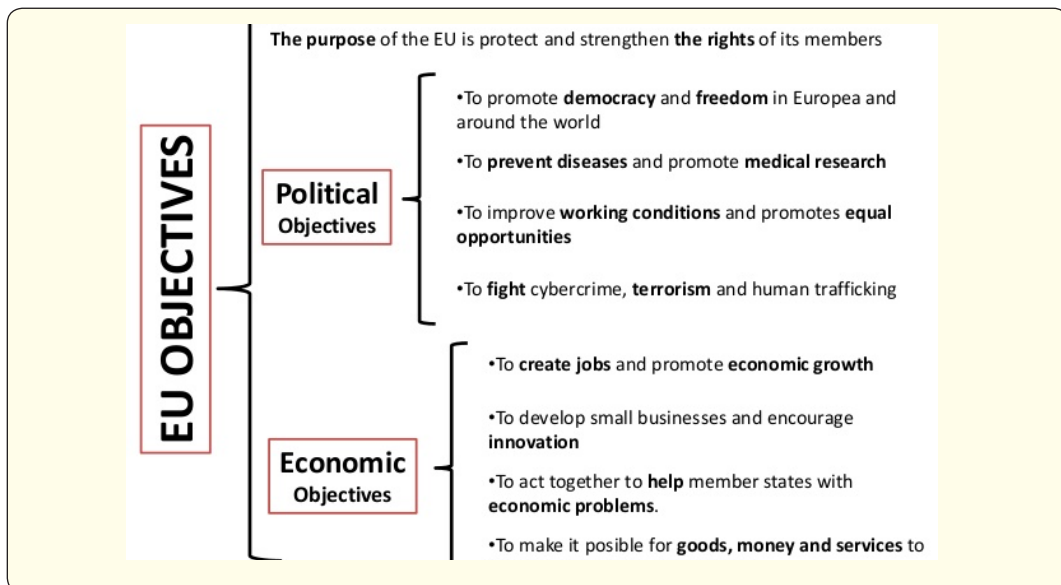 The purpose of the EU is protect and strengthen the rights of its members
EU OBJECTIVES
Political
Objectives
•To promote democracy and freedom in Europea and
around the world
•To prevent diseases and promote medical research
•To improve working conditions and promotes equal
opportunities
•To fight cybercrime, terrorism and human trafficking
Economic
Objectives
•To create jobs and promote economic growth
•To develop small businesses and encourage
innovation
•To act together to help member states with
economic problems.
•To make it posible for goods, money and services to